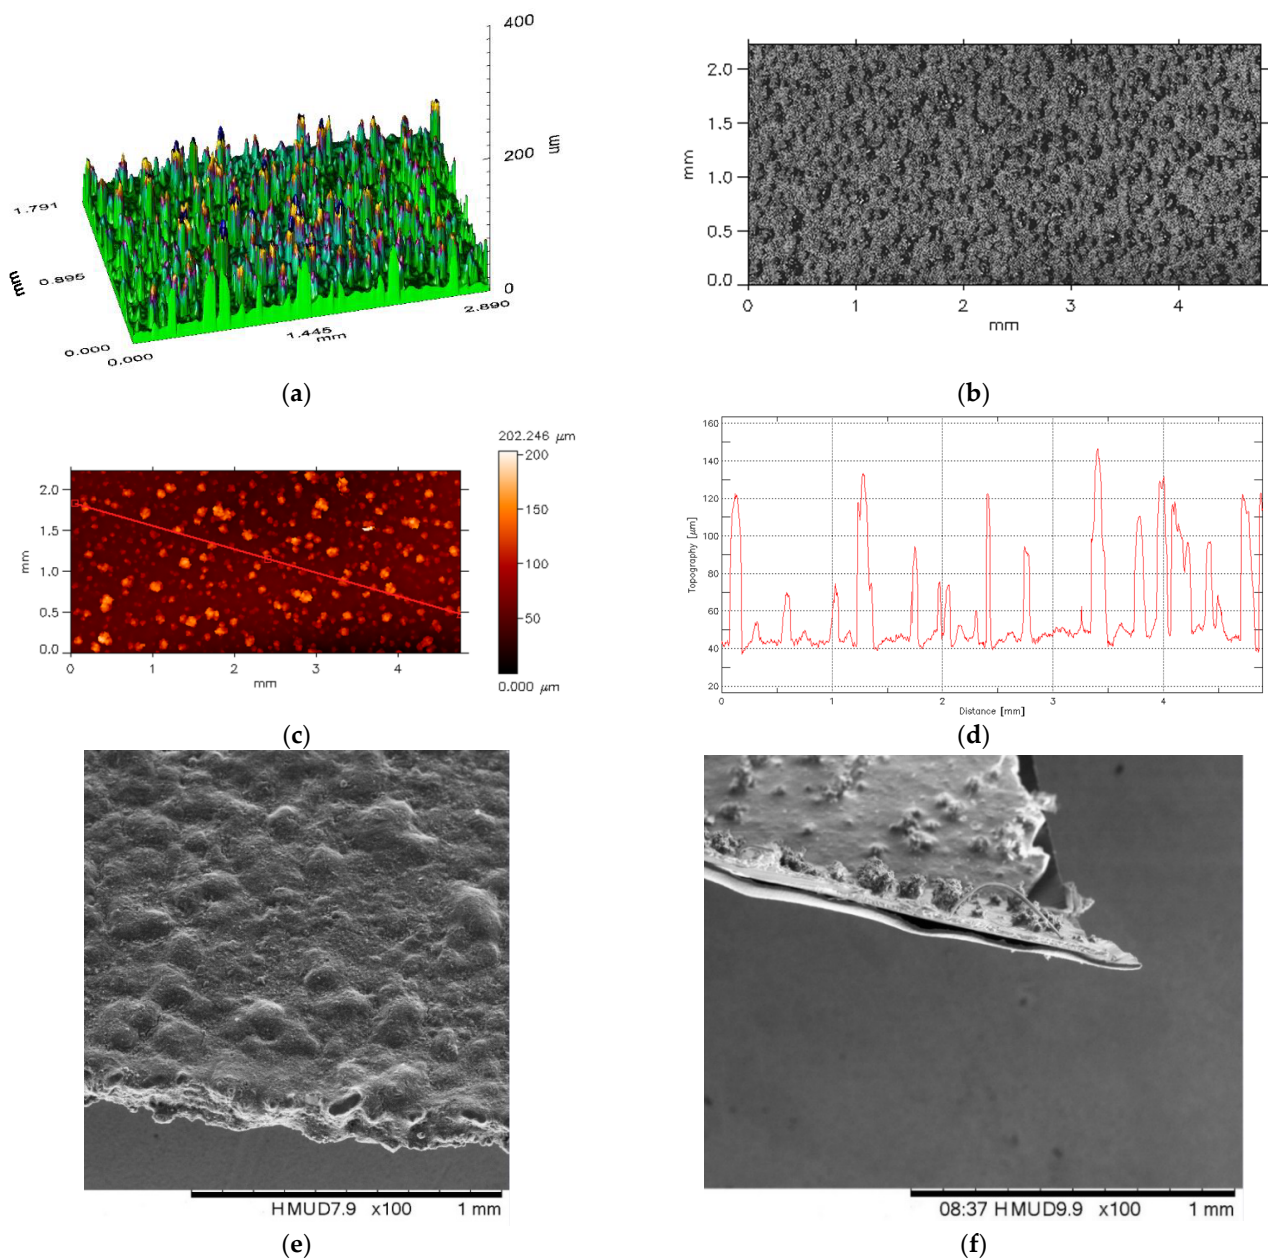 400
um
200
0
1.791
mm
0.895
0.000
0.000
1.445
mm
2.890
(a)
2.0
1.5
mm
1.0
0.5
0.0
0 1 2 3 4
mm
(b)
202.246 µm
200
150
100
50
0.000 µm
2.0
1.5
mm
1.0
0.5
0.0
0 1 2 3 4
mm
(c)
160
140
120
100
Topography [µm]
80
60
40
20
0 1 2 3 4
Distance [mm]
(d)
HMUD7.9 x100 1 mm
(e)
08:37 HMUD9.9 x100 1 mm
(f)